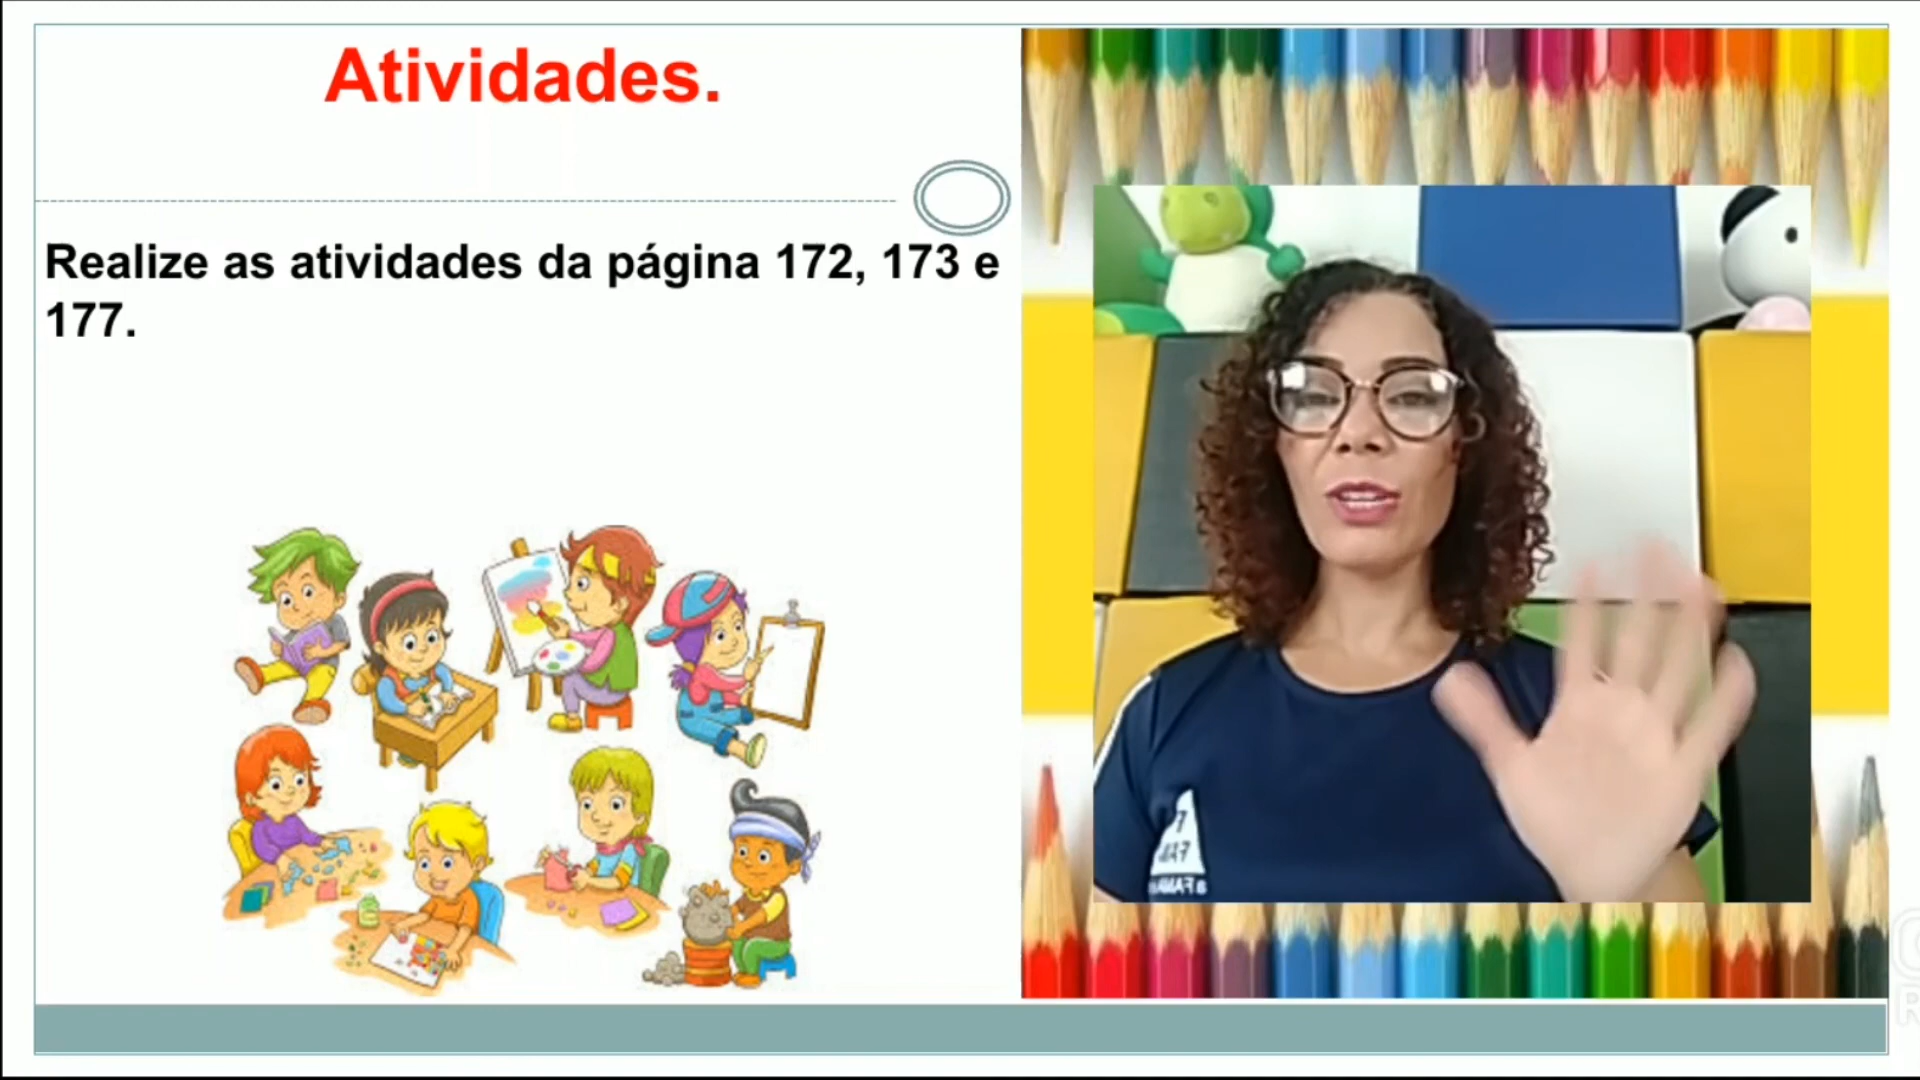 Atividades.
Realize as atividades da página 172, 173 e
177.